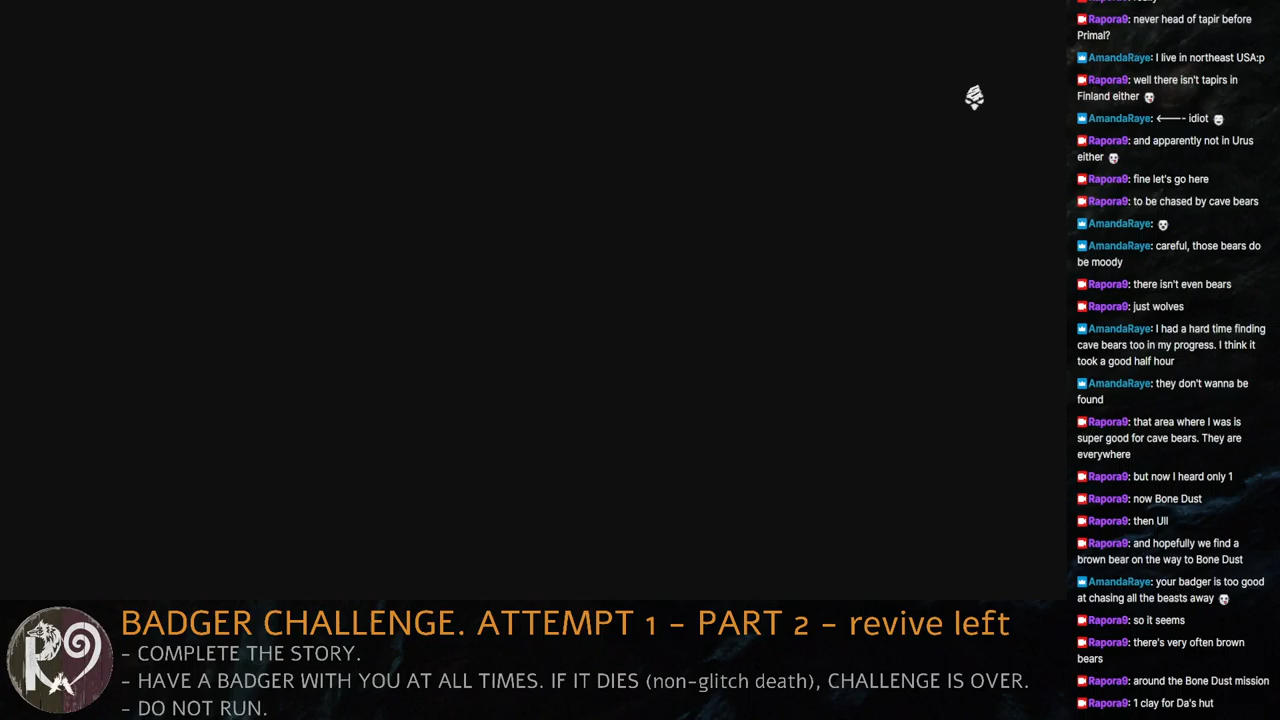 Rapora9: never head of tapir before
Primal?
AmandaRaye: I live in northeast USA:p
Rapora9: well there isn't tapirs in
Finland either
AmandaRaye: <---- idiot
Rapora9: and apparently not in Urus
either
Rapora9: fine let's go here
Rapora9: to be chased by cave bears
AmandaRaye:
AmandaRaye: careful, those bears do
be moody
Rapora9: there isn't even bears
Rapora9: just wolves
AmandaRaye: I had a hard time finding
cave bears too in my progress. I think it
took a good half hour
AmandaRaye: they don't wanna be
found
Rapora9: that area where I was is
super good for cave bears. They are
everywhere
Rapora9: but now I heard only 1
Rapora9: now Bone Dust
Rapora9: then Ull
Rapora9: and hopefully we find a
brown bear on the way to Bone Dust
AmandaRaye: your badger is too good
at chasing all the beasts away
Rapora9: so it seems
Rapora9: there's very often brown
bears
Rapora9: around the Bone Dust mission
Rapora9: 1 clay for Da's hut
R9
BADGER CHALLENGE. ATTEMPT 1 - PART 2 - revive left
- COMPLETE THE STORY.
- HAVE A BADGER WITH YOU AT ALL TIMES. IF IT DIES (non-glitch death), CHALLENGE IS OVER.
- DO NOT RUN.